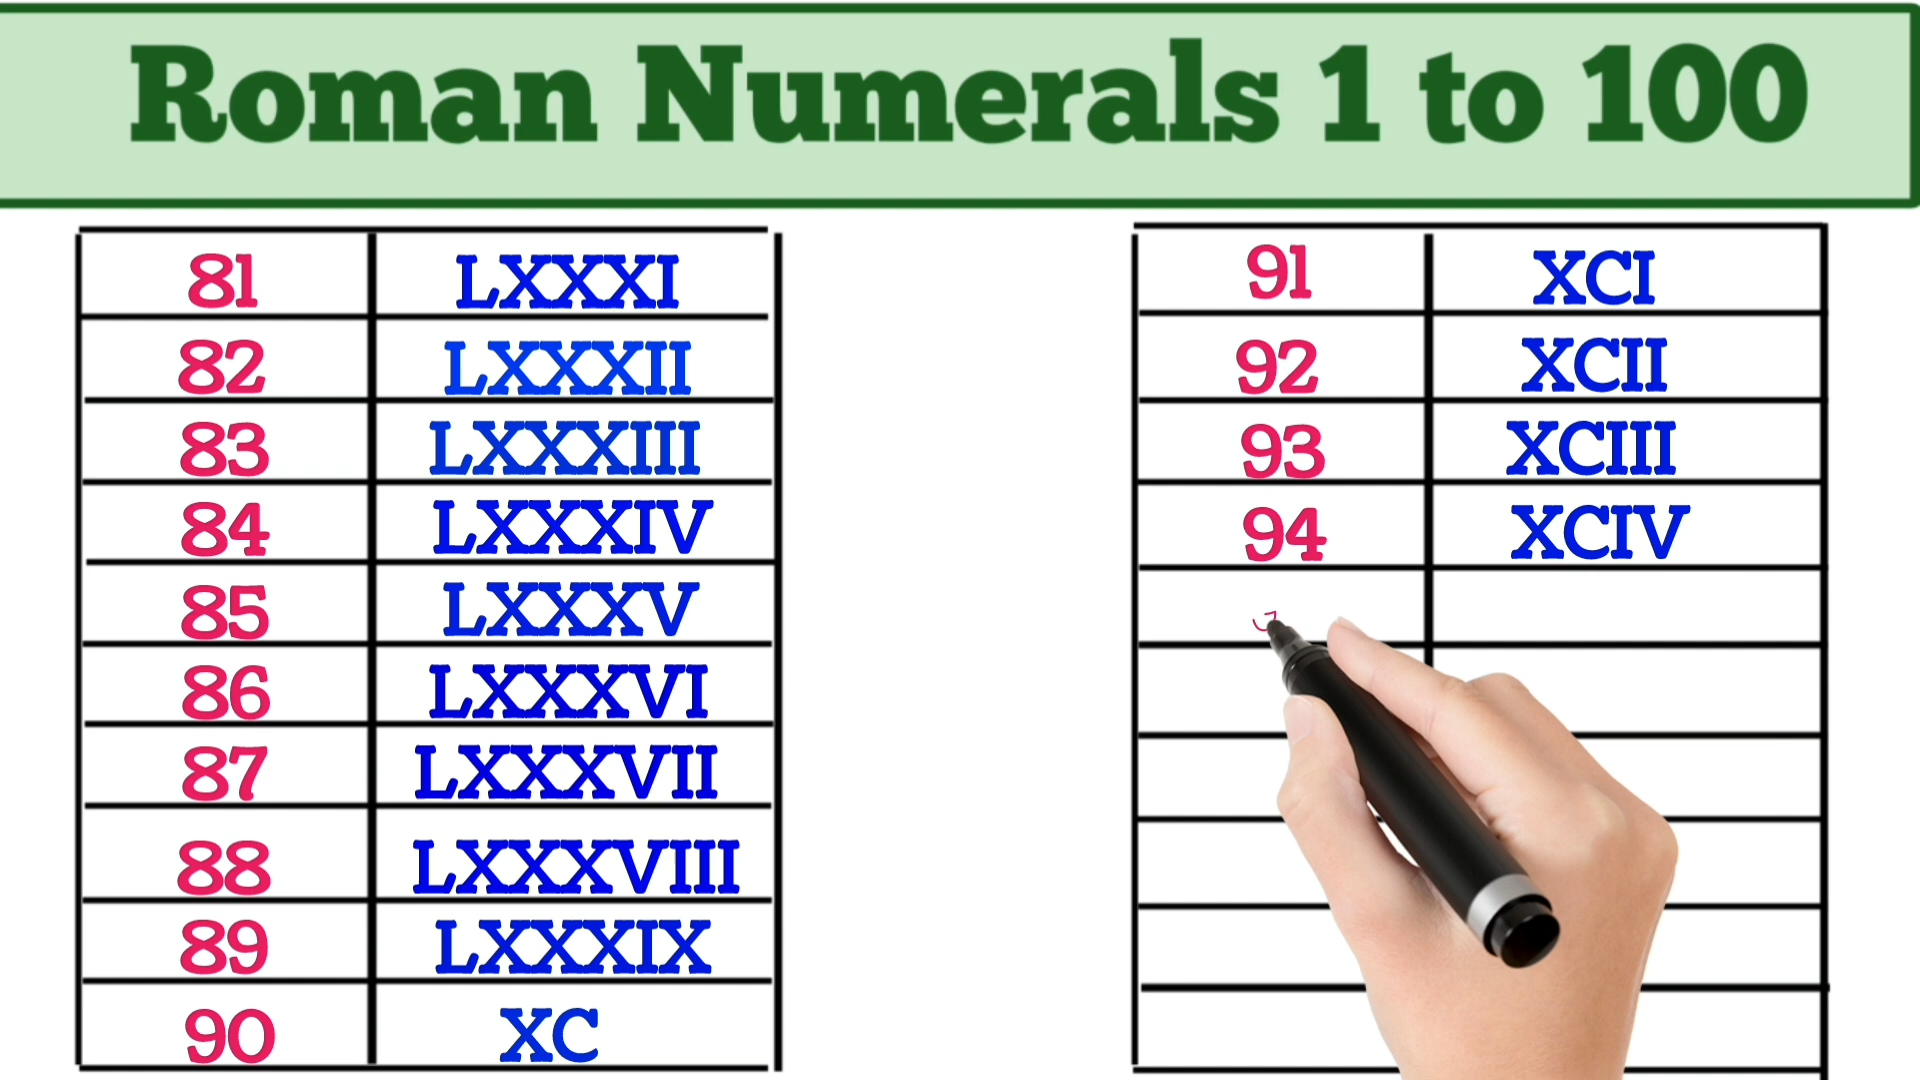 Roman Numerals 1 to 100
81 LXXXI
82 LXXXII
83 LXXXIII
84 LXXXIV
85 LXXXV
86 LXXXVI
87 LXXXVII
88 LXXXVIII
89 LXXXIX
90 XC
91 XCI
92 XCII
93 XCIII
94 XCIV